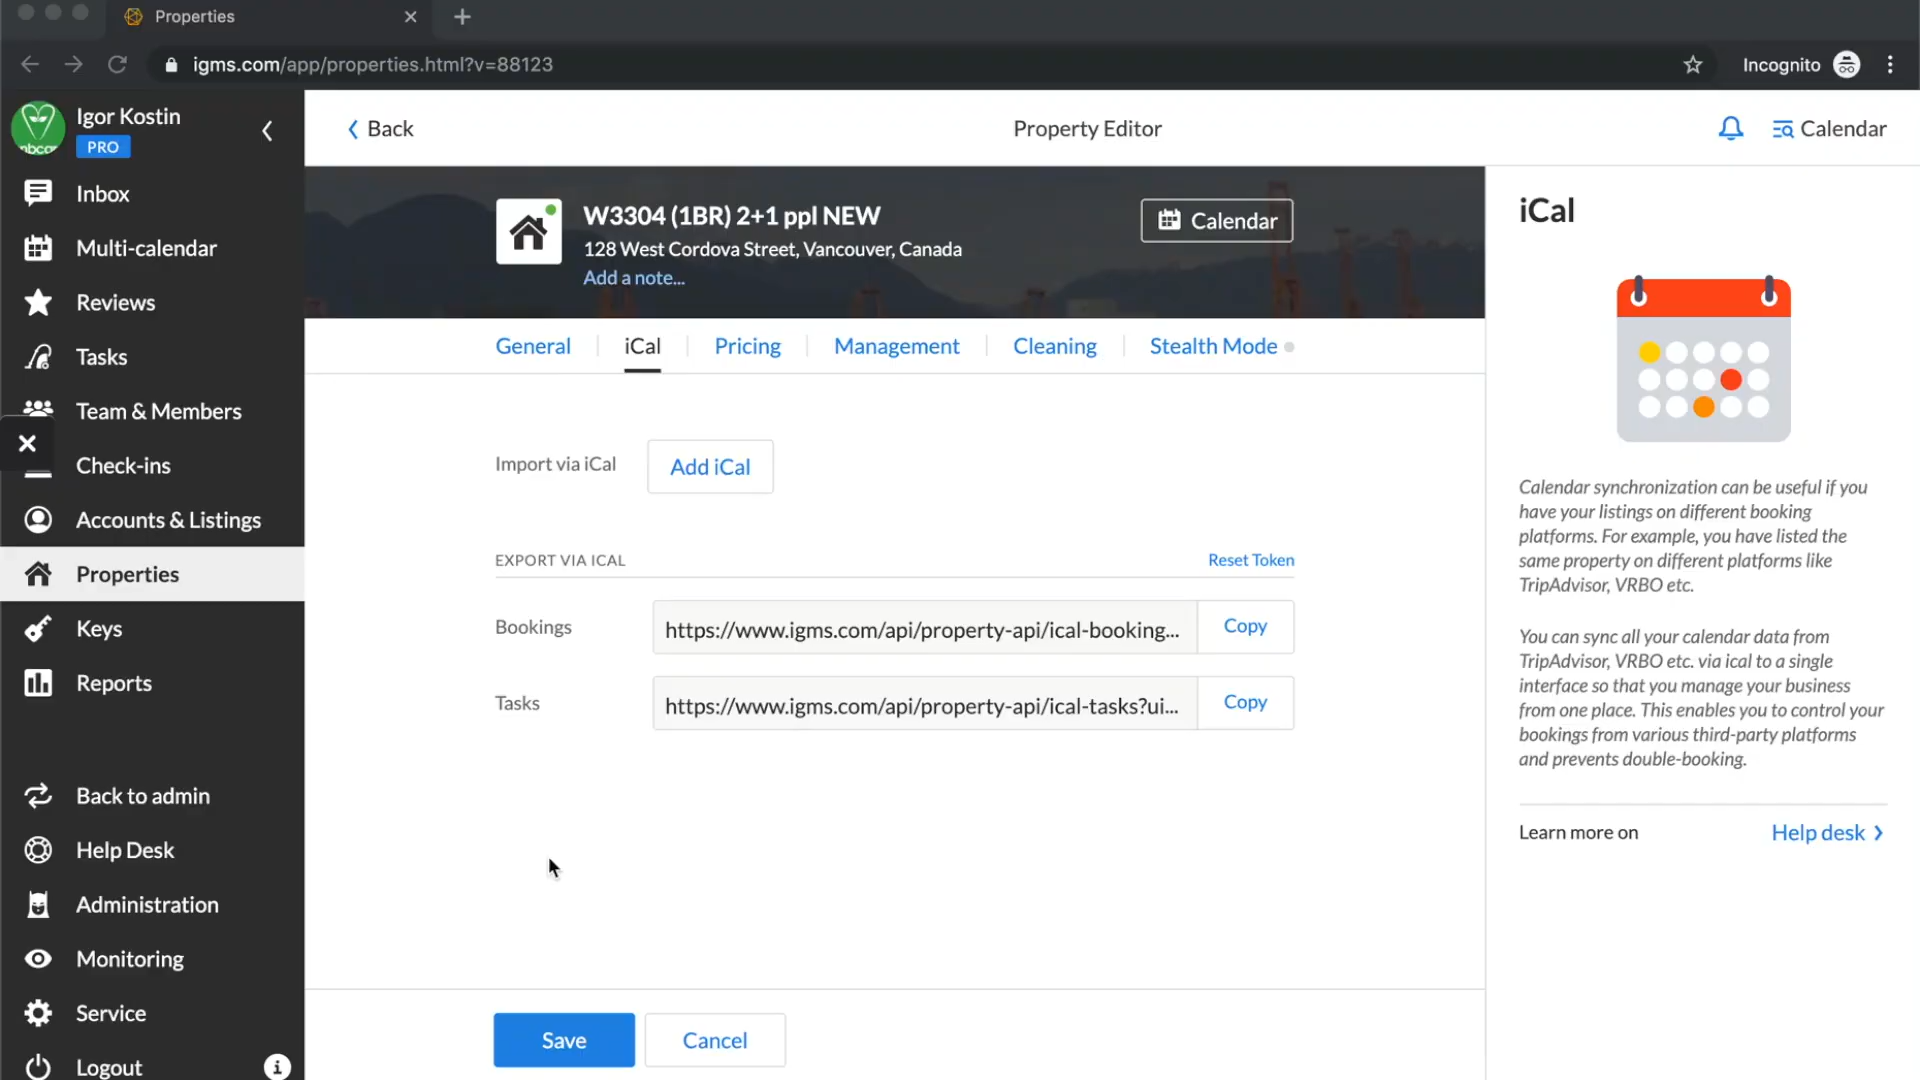 Properties
igms.com/app/properties.html?v=88123
Incognito
Igor Kostin
PRO
Inbox
Multi-calendar
Reviews
Tasks
Team & Members
Check-ins
Accounts & Listings
Properties
Keys
Reports
Back to admin
Help Desk
Administration
Monitoring
Service
Logout
Back
Property Editor
Calendar
W3304 (1BR) 2+1 ppl NEW
128 West Cordova Street, Vancouver, Canada
Add a note...
Calendar
General
iCal
Pricing
Management
Cleaning
Stealth Mode
Import via iCal
Add iCal
EXPORT VIA ICAL
Reset Token
Bookings
https://www.igms.com/api/property-api/ical-booking...
Copy
Tasks
https://www.igms.com/api/property-api/ical-tasks?ui...
Copy
Save
Cancel
iCal
Calendar synchronization can be useful if you
have your listings on different booking
platforms. For example, you have listed the
same property on different platforms like
TripAdvisor, VRBO etc.
You can sync all your calendar data from
TripAdvisor, VRBO etc. via ical to a single
interface so that you manage your business
from one place. This enables you to control your
bookings from various third-party platforms
and prevents double-booking.
Learn more on
Help desk